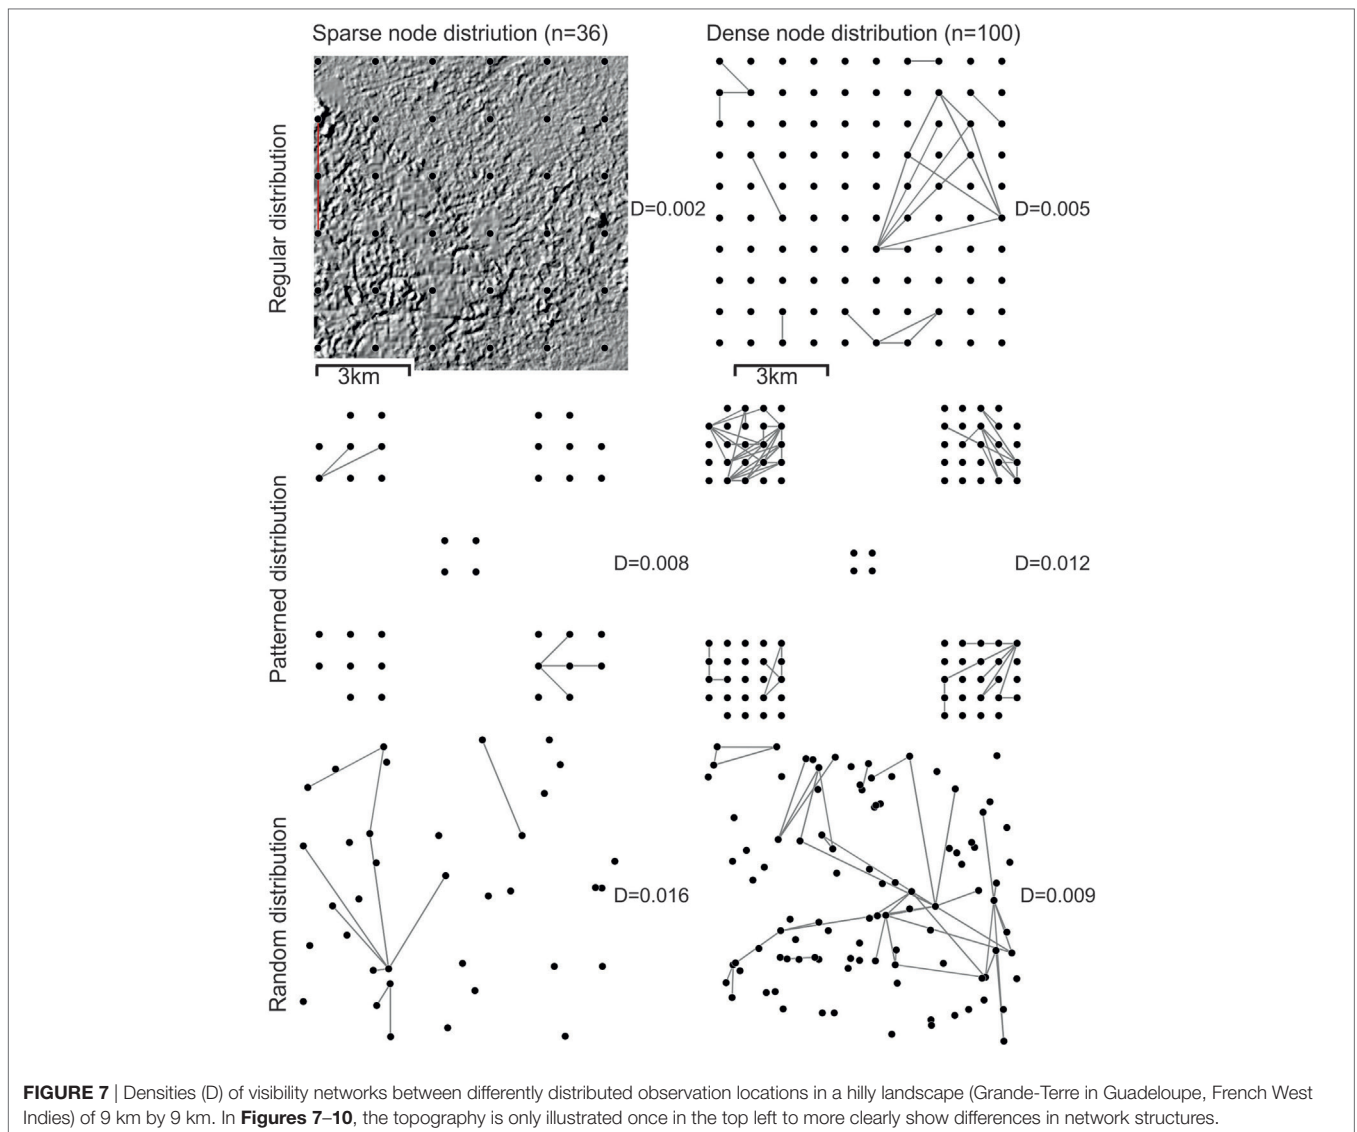 Sparse node distriution (n=36)
Dense node distribution (n=100)
Regular distribution
D=0.002
D=0.005
3km
3km
Patterned distribution
D=0.008
D=0.012
Random distribution
D=0.016
D=0.009
FIGURE 7 | Densities (D) of visibility networks between differently distributed observation locations in a hilly landscape (Grande-Terre in Guadeloupe, French West
Indies) of 9 km by 9 km. In Figures 7–10, the topography is only illustrated once in the top left to more clearly show differences in network structures.